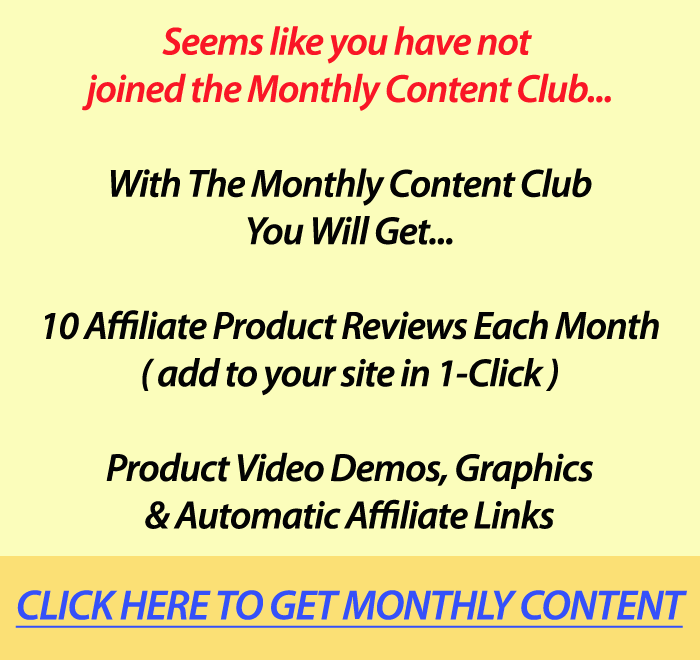 Seems like you have not
joined the Monthly Content Club...
With The Monthly Content Club
You Will Get...
10 Affiliate Product Reviews Each Month
( add to your site in 1-Click )
Product Video Demos, Graphics
& Automatic Affiliate Links
CLICK HERE TO GET MONTHLY CONTENT